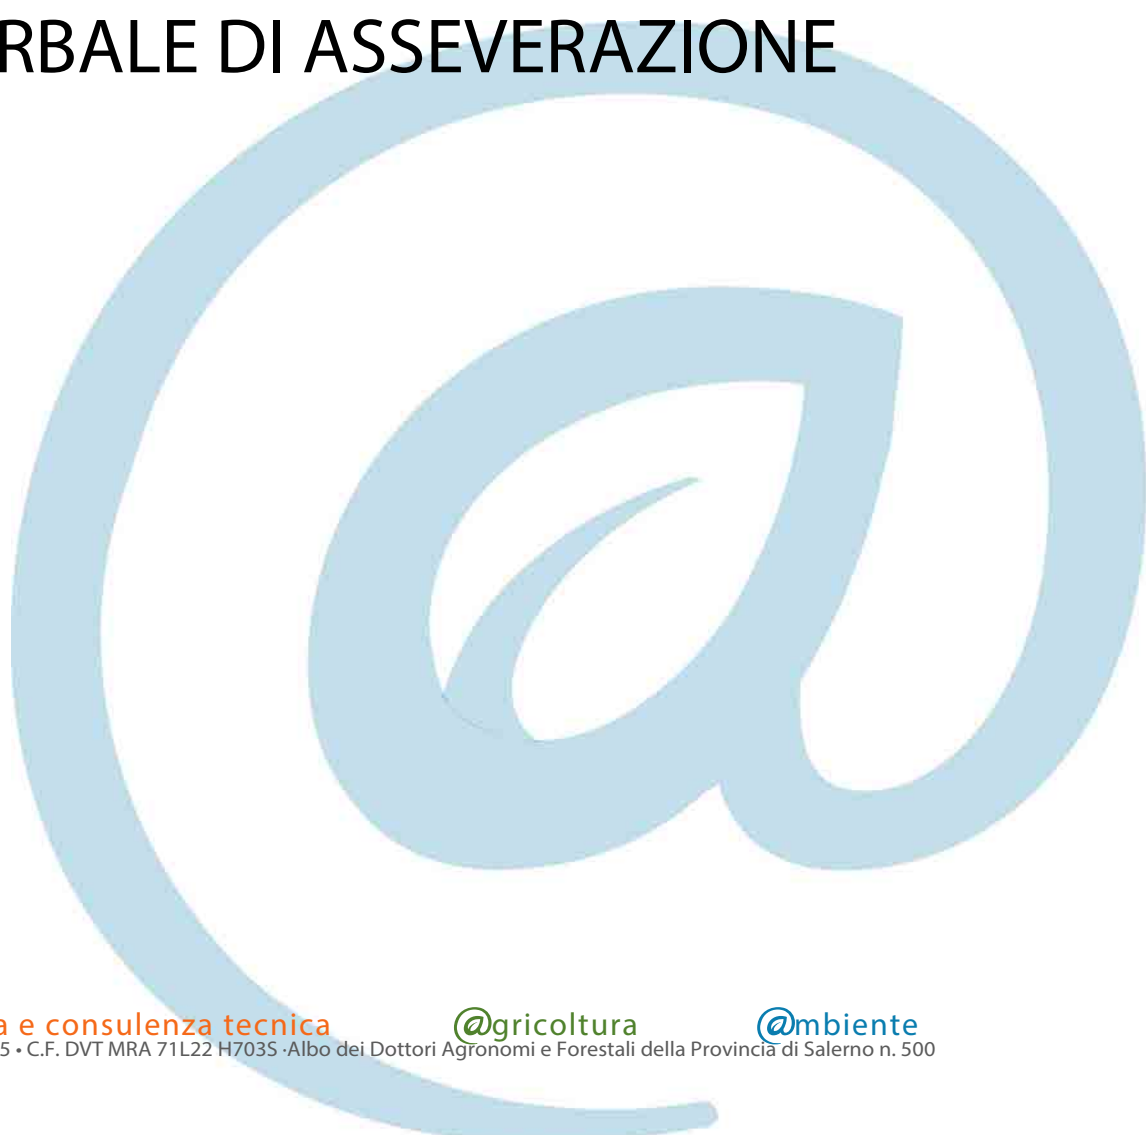 RBALE DI ASSEVERAZIONE
a e consulenza tecnica @gricoltura @mbiente
5 • C.F. DVT MRA 71L22 H703S ·Albo dei Dottori Agronomi e Forestali della Provincia di Salerno n. 500